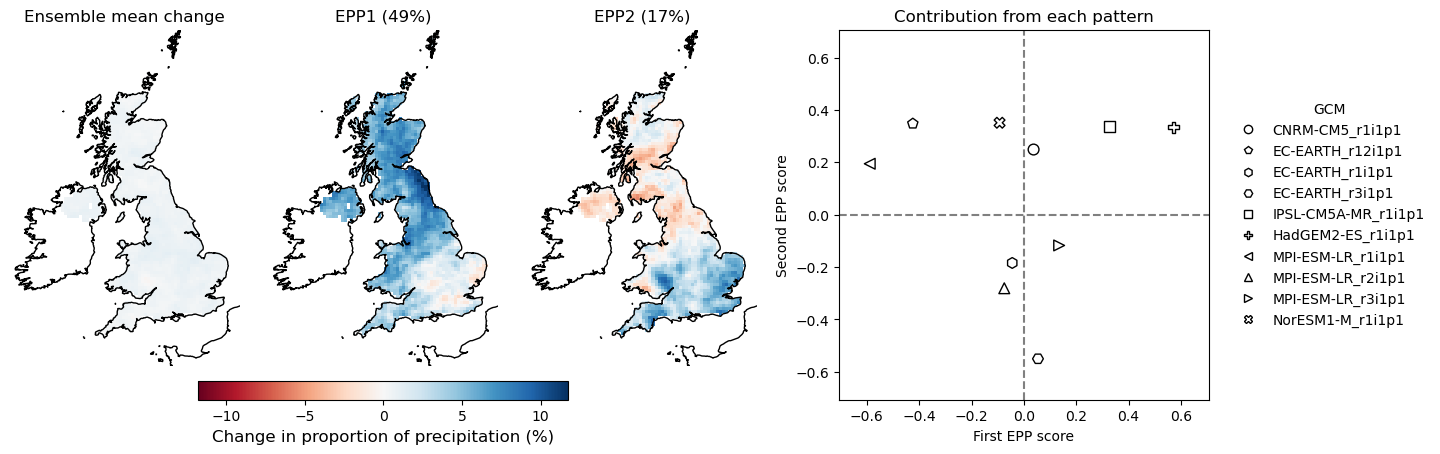 Ensemble mean change
EPP1 (49%)
EPP2 (17%)
Contribution from each pattern
−10
−5
0
5
10
Change in proportion of precipitation (%)
0.6
0.4
0.2
0.0
−0.2
−0.4
−0.6
Second EPP score
−0.6
−0.4
−0.2
0.0
0.2
0.4
0.6
First EPP score
GCM
CNRM-CM5_r1i1p1
EC-EARTH_r12i1p1
EC-EARTH_r1i1p1
EC-EARTH_r3i1p1
IPSL-CM5A-MR_r1i1p1
HadGEM2-ES_r1i1p1
MPI-ESM-LR_r1i1p1
MPI-ESM-LR_r2i1p1
MPI-ESM-LR_r3i1p1
NorESM1-M_r1i1p1